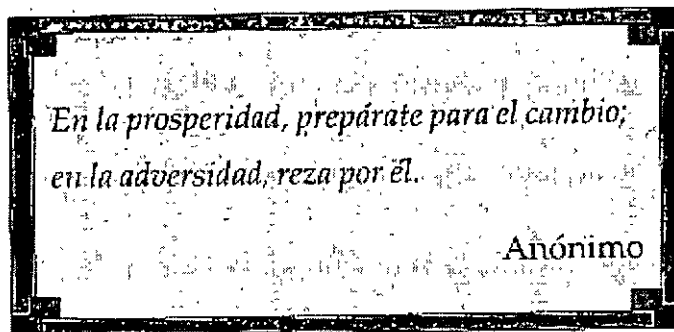 En la prosperidad, prepárate para el cambio;
en la adversidad, reza por él.
Anónimo